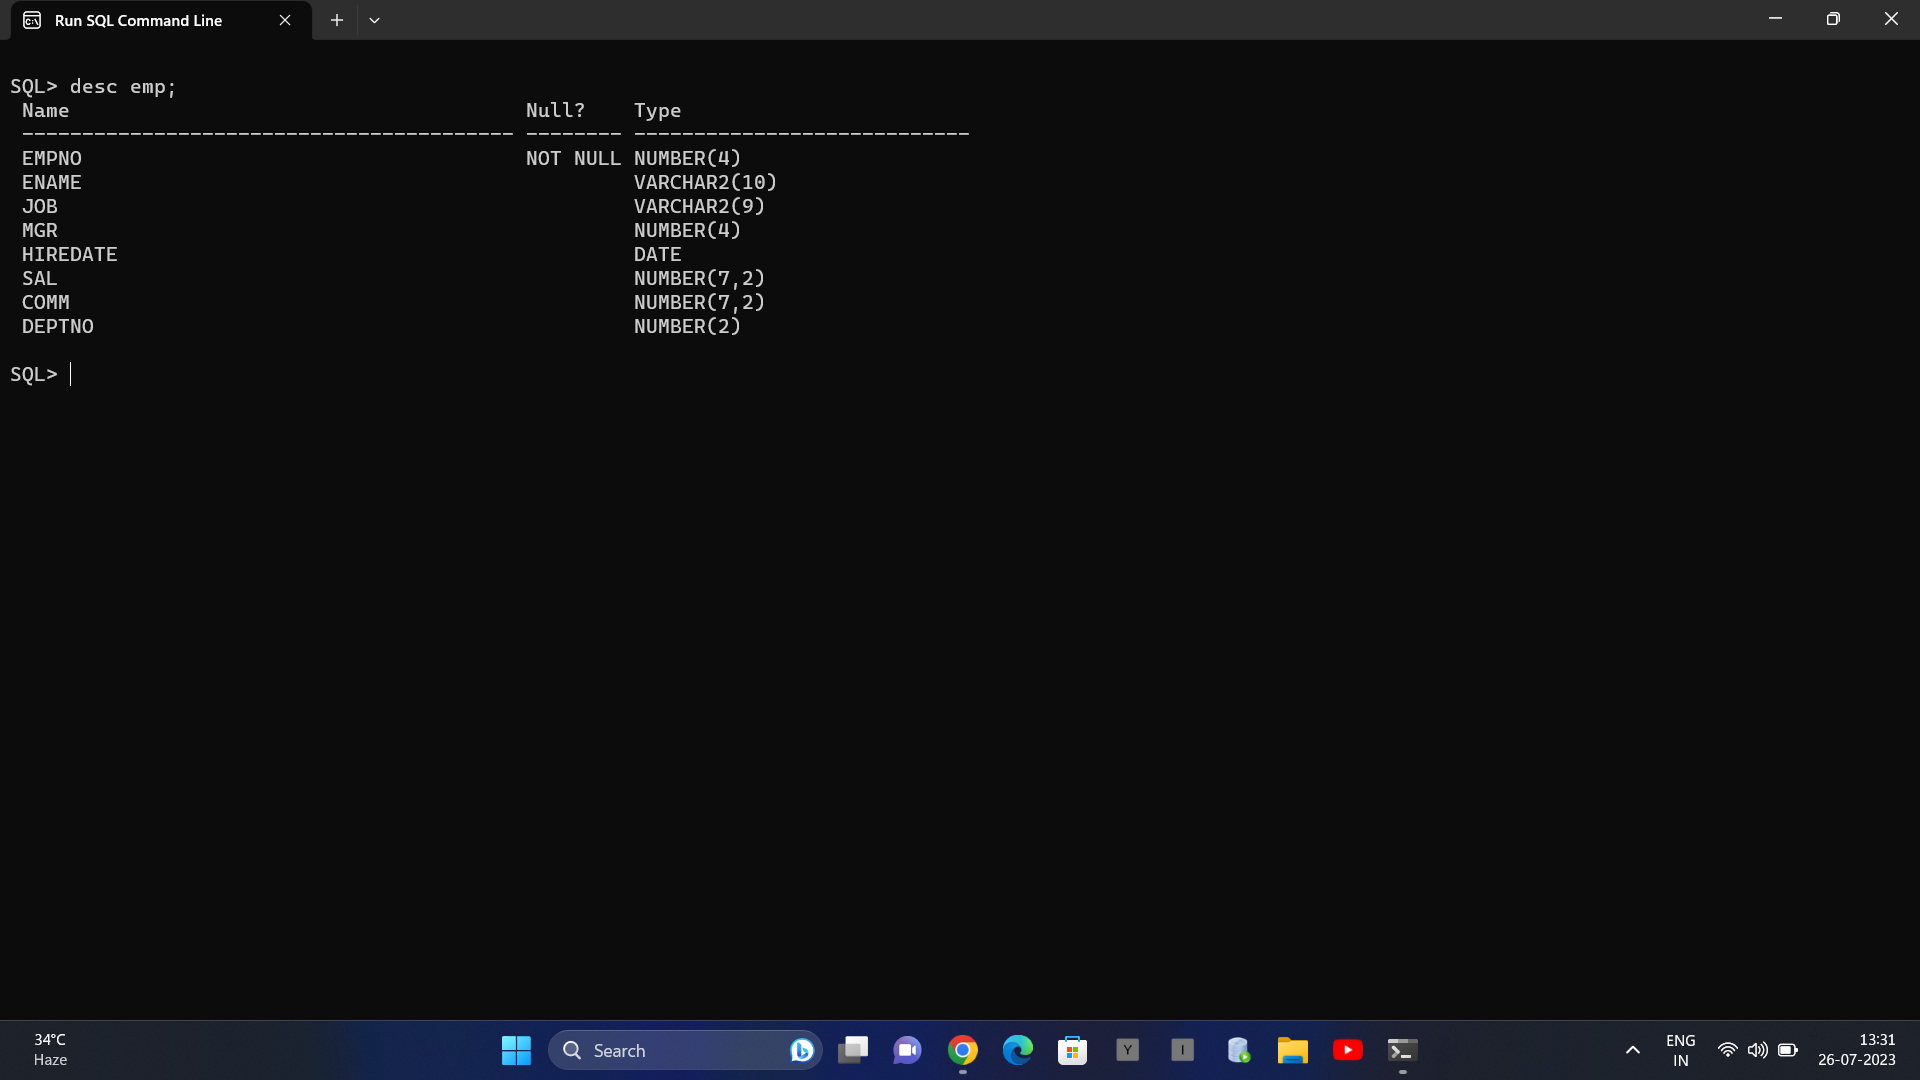 Run SQL Command Line
SQL> desc emp;
Name Null? Type
----------------------------------------- -------- ----------------------------
EMPNO NOT NULL NUMBER(4)
ENAME VARCHAR2(10)
JOB VARCHAR2(9)
MGR NUMBER(4)
HIREDATE DATE
SAL NUMBER(7,2)
COMM NUMBER(7,2)
DEPTNO NUMBER(2)
SQL>
34°C
Haze
Search
Y
I
ENG
IN
13:31
26-07-2023